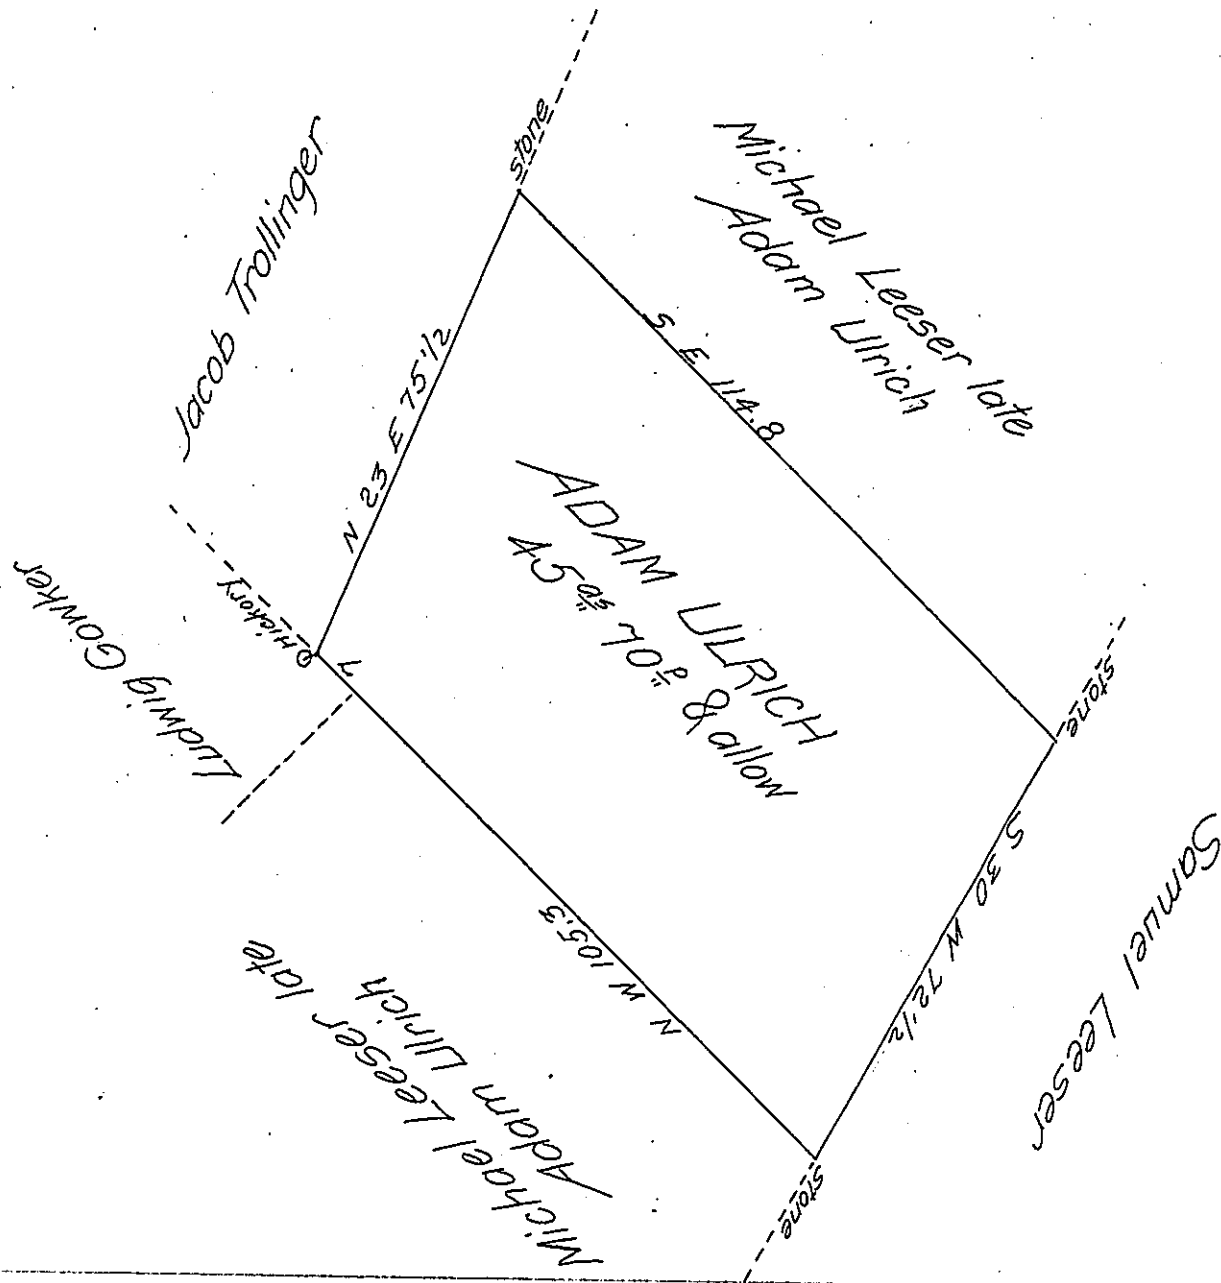 stone
Michael Leeser late
Adam Ulrich
Jacob Trollinger
N 23 E 75 1/2
S E 114.8
ADAM ULRICH
45 as 70 p & allow
hickory
7
Ludwig Gowker
stone
S 30 W 72 1/2
Samuel Leeser
N W 105.3
Michael Leeser late
Adam Ulrich
stone